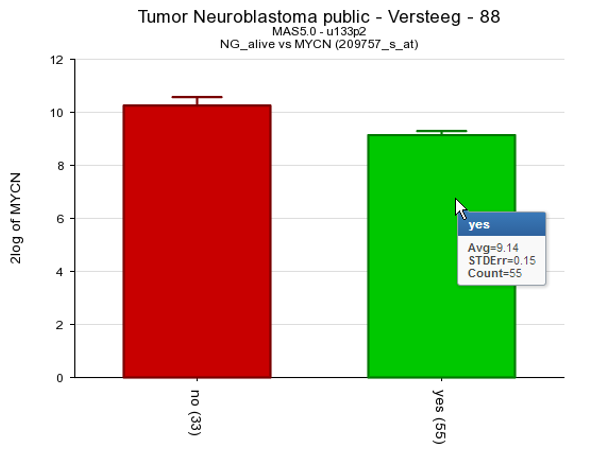 Tumor Neuroblastoma public - Versteeg - 88
MAS5.0 - u133p2
NG_alive vs MYCN (209757_s_at)
2log of MYCN
12
10
8
6
4
2
0
yes
Avg=9.14
STDErr=0.15
Count=55
no (33)
yes (55)